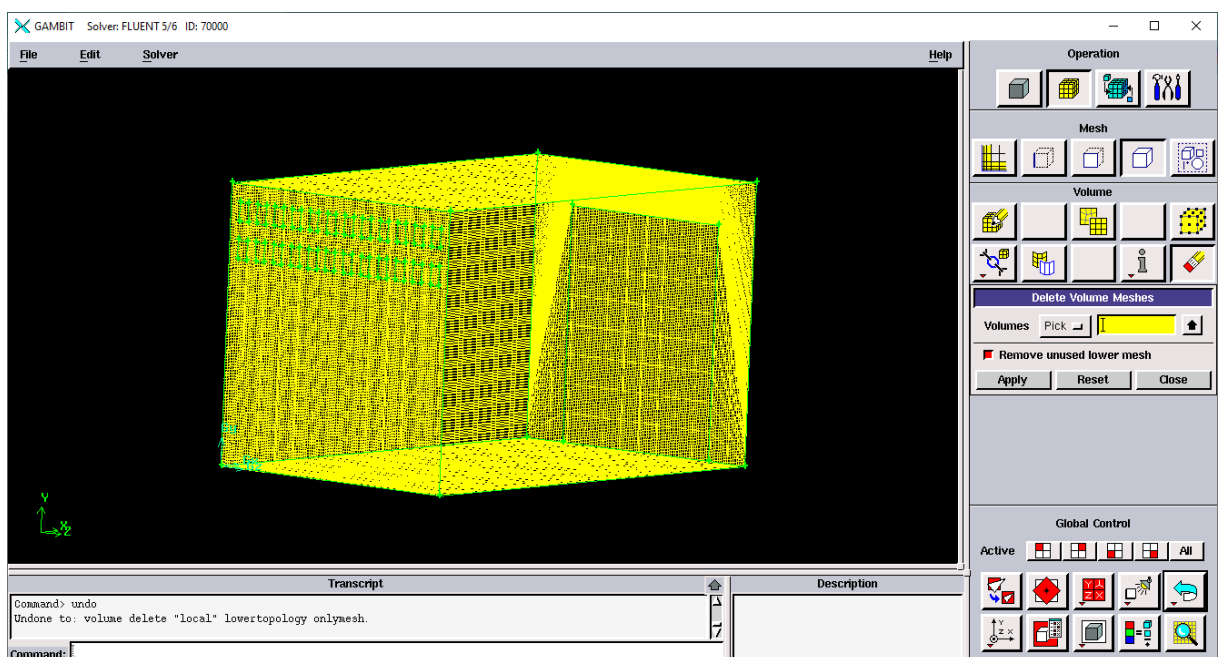 GAMBIT Solver: FLUENT 5/6 ID: 70000
File Edit Solver Help
Operation
Mesh
Volume
Delete Volume Meshes
Volumes Pick
Remove unused lower mesh
Apply Reset Close
Y
X
Z
Global Control
Active All
Transcript
Description
Command> undo
Undone to: volume delete "local" lowertopology onlymesh.
Command: